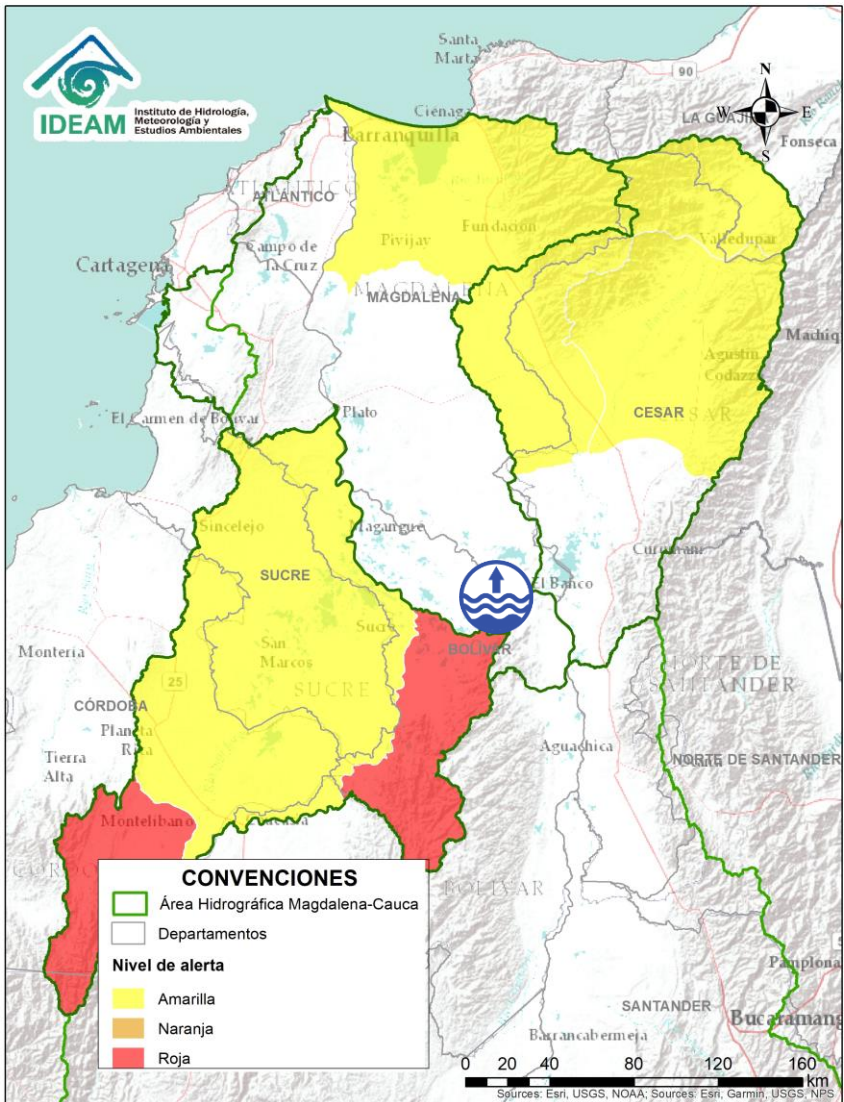 IDEAM
Instituto de Hidrología,
Meteorología y
Estudios Ambientales
Santa
Marta
90
N
W
E
S
LA GUAJIRA
Fonseca
Ciénaga
Barranquilla
ATLANTICO
ATLÁNTICO
Cartagena
Campo de
la Cruz
Pivijay
Fundación
Valledupar
MAGDALENA
MAGDALENA
Machiq
Agustín
Codazzi
CESAR
CESAR
El Carmen de Bolívar
Plato
Sincelejo
Magangué
Curumaní
SUCRE
El Banco
Montería
San
Marcos
Sucre
BOLÍVAR
25
SUCRE
NORTE DE
SANTANDER
CÓRDOBA
Planeta
Rica
Tierra
Alta
Aguachica
NORTE DE SANTANDER
Montelíbano
BOLÍVAR
CONVENCIONES
Área Hidrográfica Magdalena-Cauca
Departamentos
Nivel de alerta
Amarilla
Naranja
Roja
Pamplona
SANTANDER
Bucaramang
Barrancabermeja
0 20 40 80 120 160
km
Sources: Esri, USGS, NOAA; Sources: Esri, Garmin, USGS, NPS